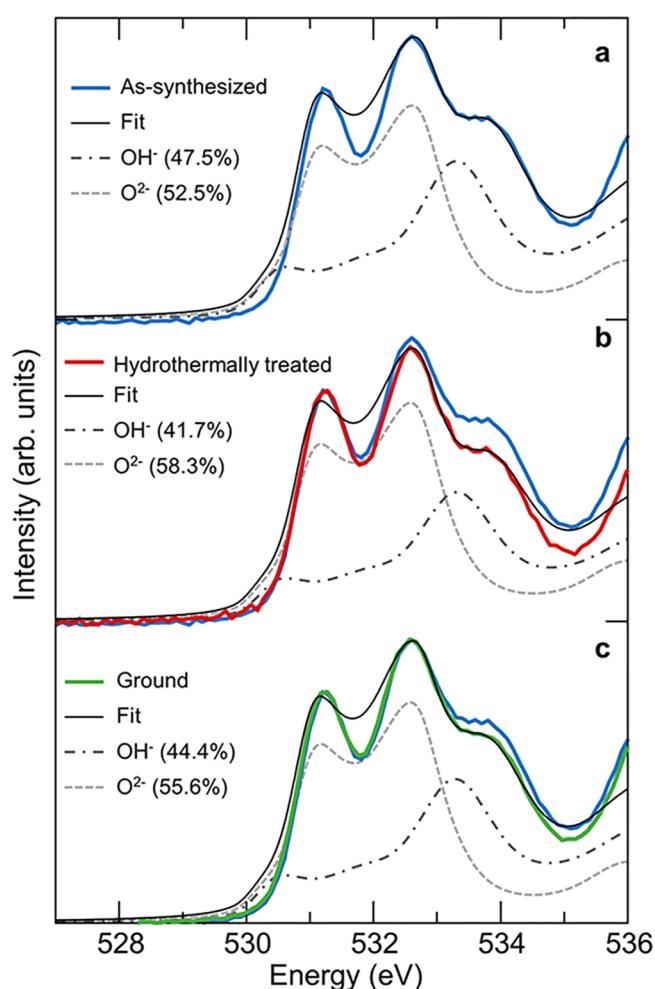 a
As-synthesized
Fit
OH⁻ (47.5%)
O²⁻ (52.5%)
b
Hydrothermally treated
Fit
OH⁻ (41.7%)
O²⁻ (58.3%)
c
Ground
Fit
OH⁻ (44.4%)
O²⁻ (55.6%)
Intensity (arb. units)
528 530 532 534 536
Energy (eV)